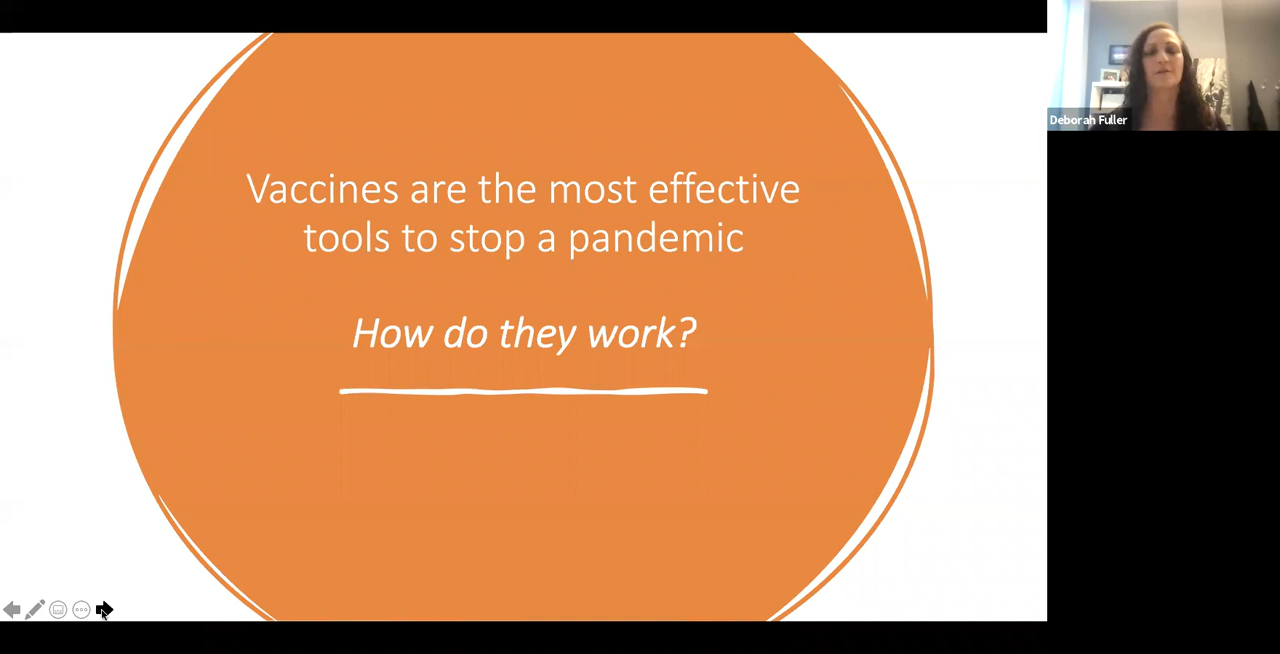 Vaccines are the most effective
tools to stop a pandemic
How do they work?
Deborah Fuller